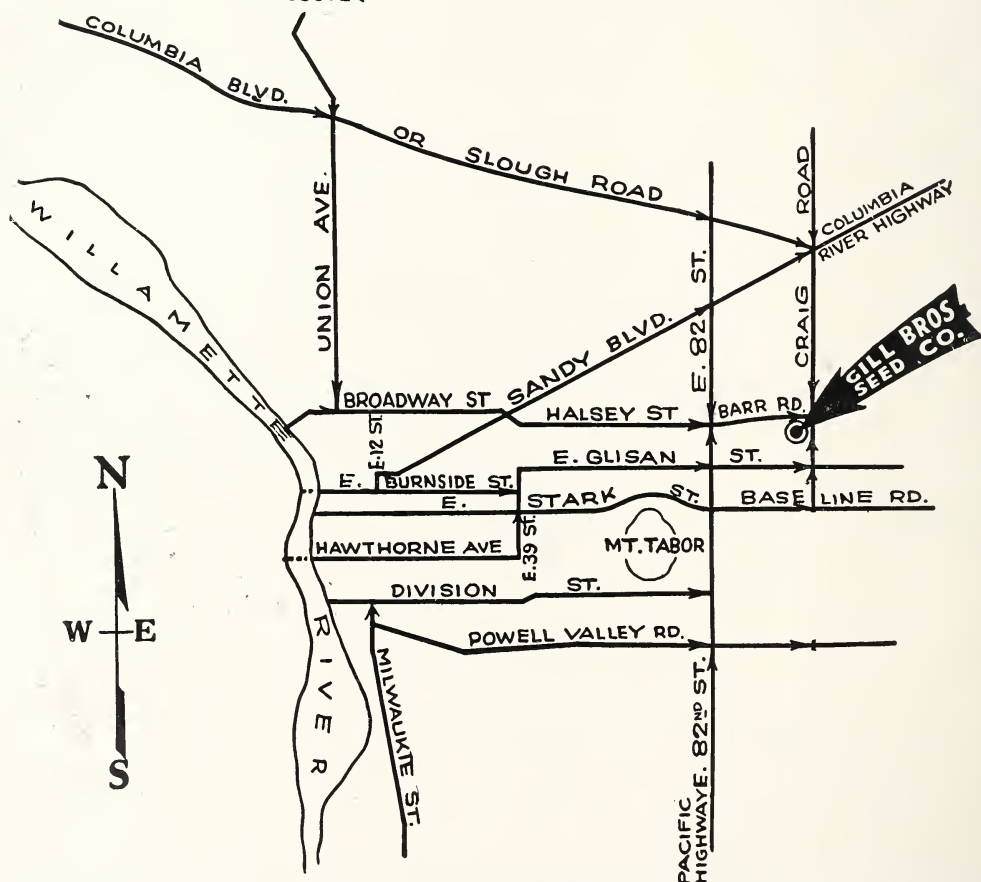 COLUMBIA BLVD. OR SLOUGH ROAD
COLUMBIA
RIVER HIGHWAY
UNION AVE.
E. 82 ST.
CRAIG ROAD
SANDY BLVD.
GILL BROS
SEED CO.
WILLAMETTE RIVER
BROADWAY ST
HALSEY ST
BARR RD.
E. 12 ST.
E. GLISAN ST.
E. BURNSIDE ST.
E. STARK ST.
BASE LINE RD.
HAWTHORNE AVE
E. 39 ST.
MT. TABOR
DIVISION ST.
POWELL VALLEY RD.
MILWAUKIE ST.
PACIFIC
HIGHWAY E. 82ND ST.
N
W E
S